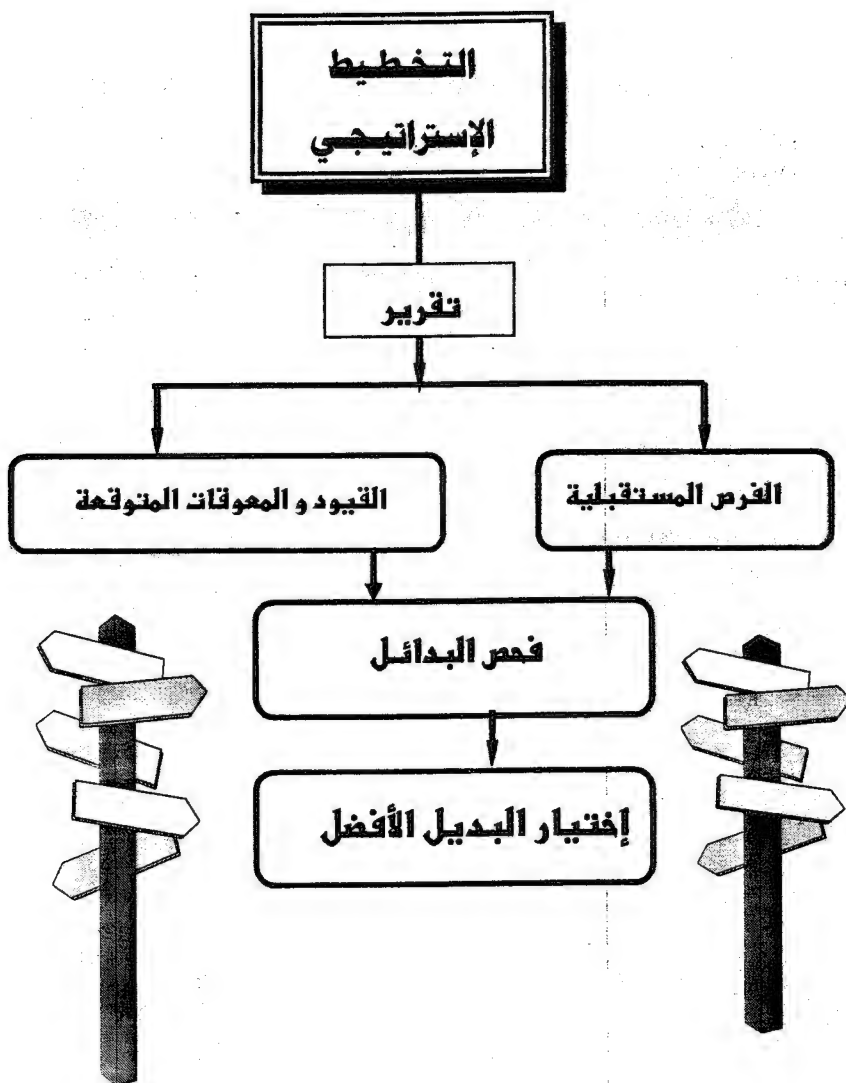 التخطيط
الإستراتيجي
تقرير
الفرص المستقبلية
القيود و المعوقات المتوقعة
فحص البدائل
إختيار البديل الأفضل